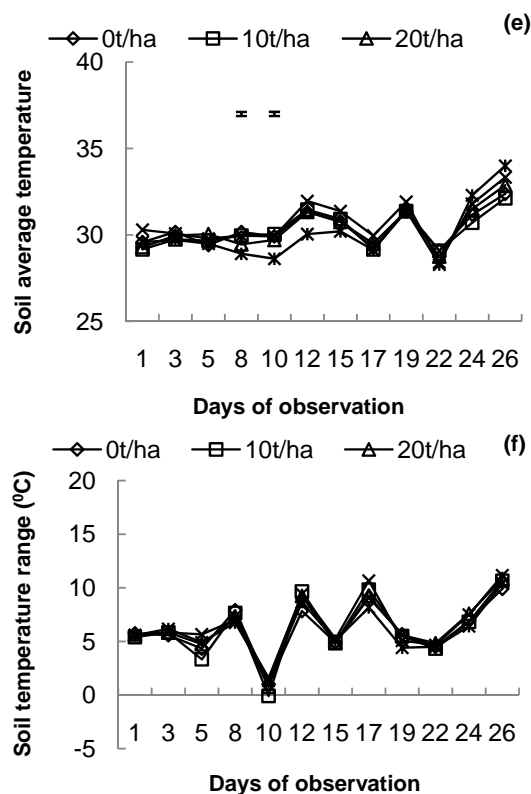 (e)
0t/ha 10t/ha 20t/ha
Soil average temperature
40
35
30
25
1 3 5 8 10 12 15 17 19 22 24 26
Days of observation
(f)
0t/ha 10t/ha 20t/ha
Soil temperature range (⁰C)
20
15
10
5
0
-5
1 3 5 8 10 12 15 17 19 22 24 26
Days of observation